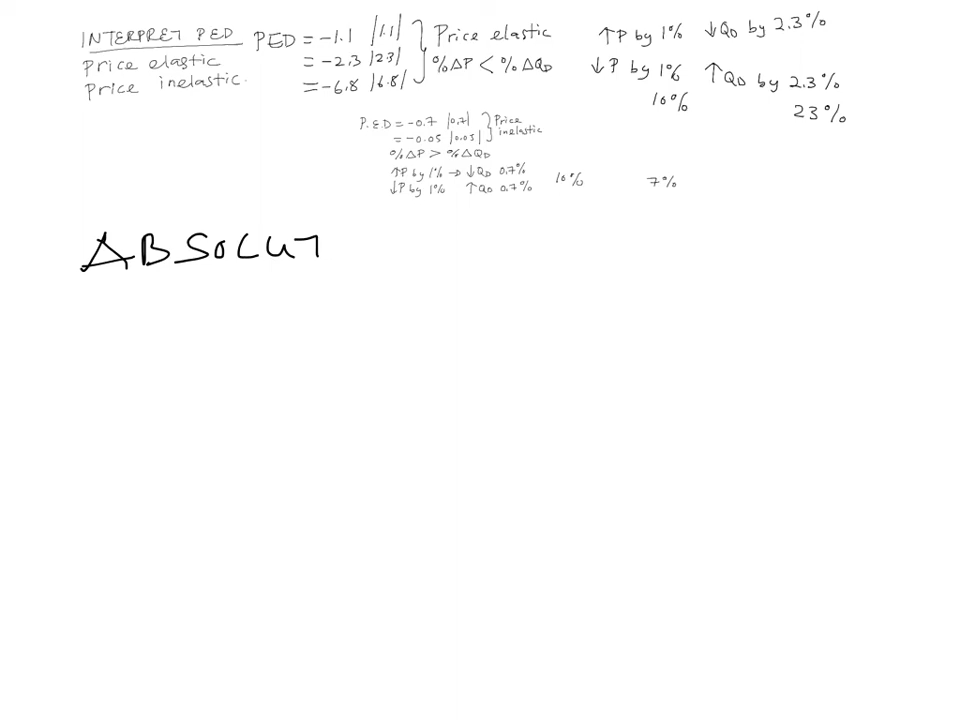 INTERPRET PED PED = -1.1 |1.1| } Price elastic ↑P by 1% ↓QD by 2.3%
Price elastic = -2.3 |2.3| %ΔP < %ΔQD ↓P by 1% ↑QD by 2.3%
Price inelastic. = -6.8 |6.8| 10% 23%
P.E.D = -0.7 |0.7| } Price
= -0.05 |0.05| inelastic
%ΔP > %ΔQD
↑P by 1% → ↓QD 0.7%
↓P by 1% ↑QD 0.7% 10% 7%
ABSOLUT